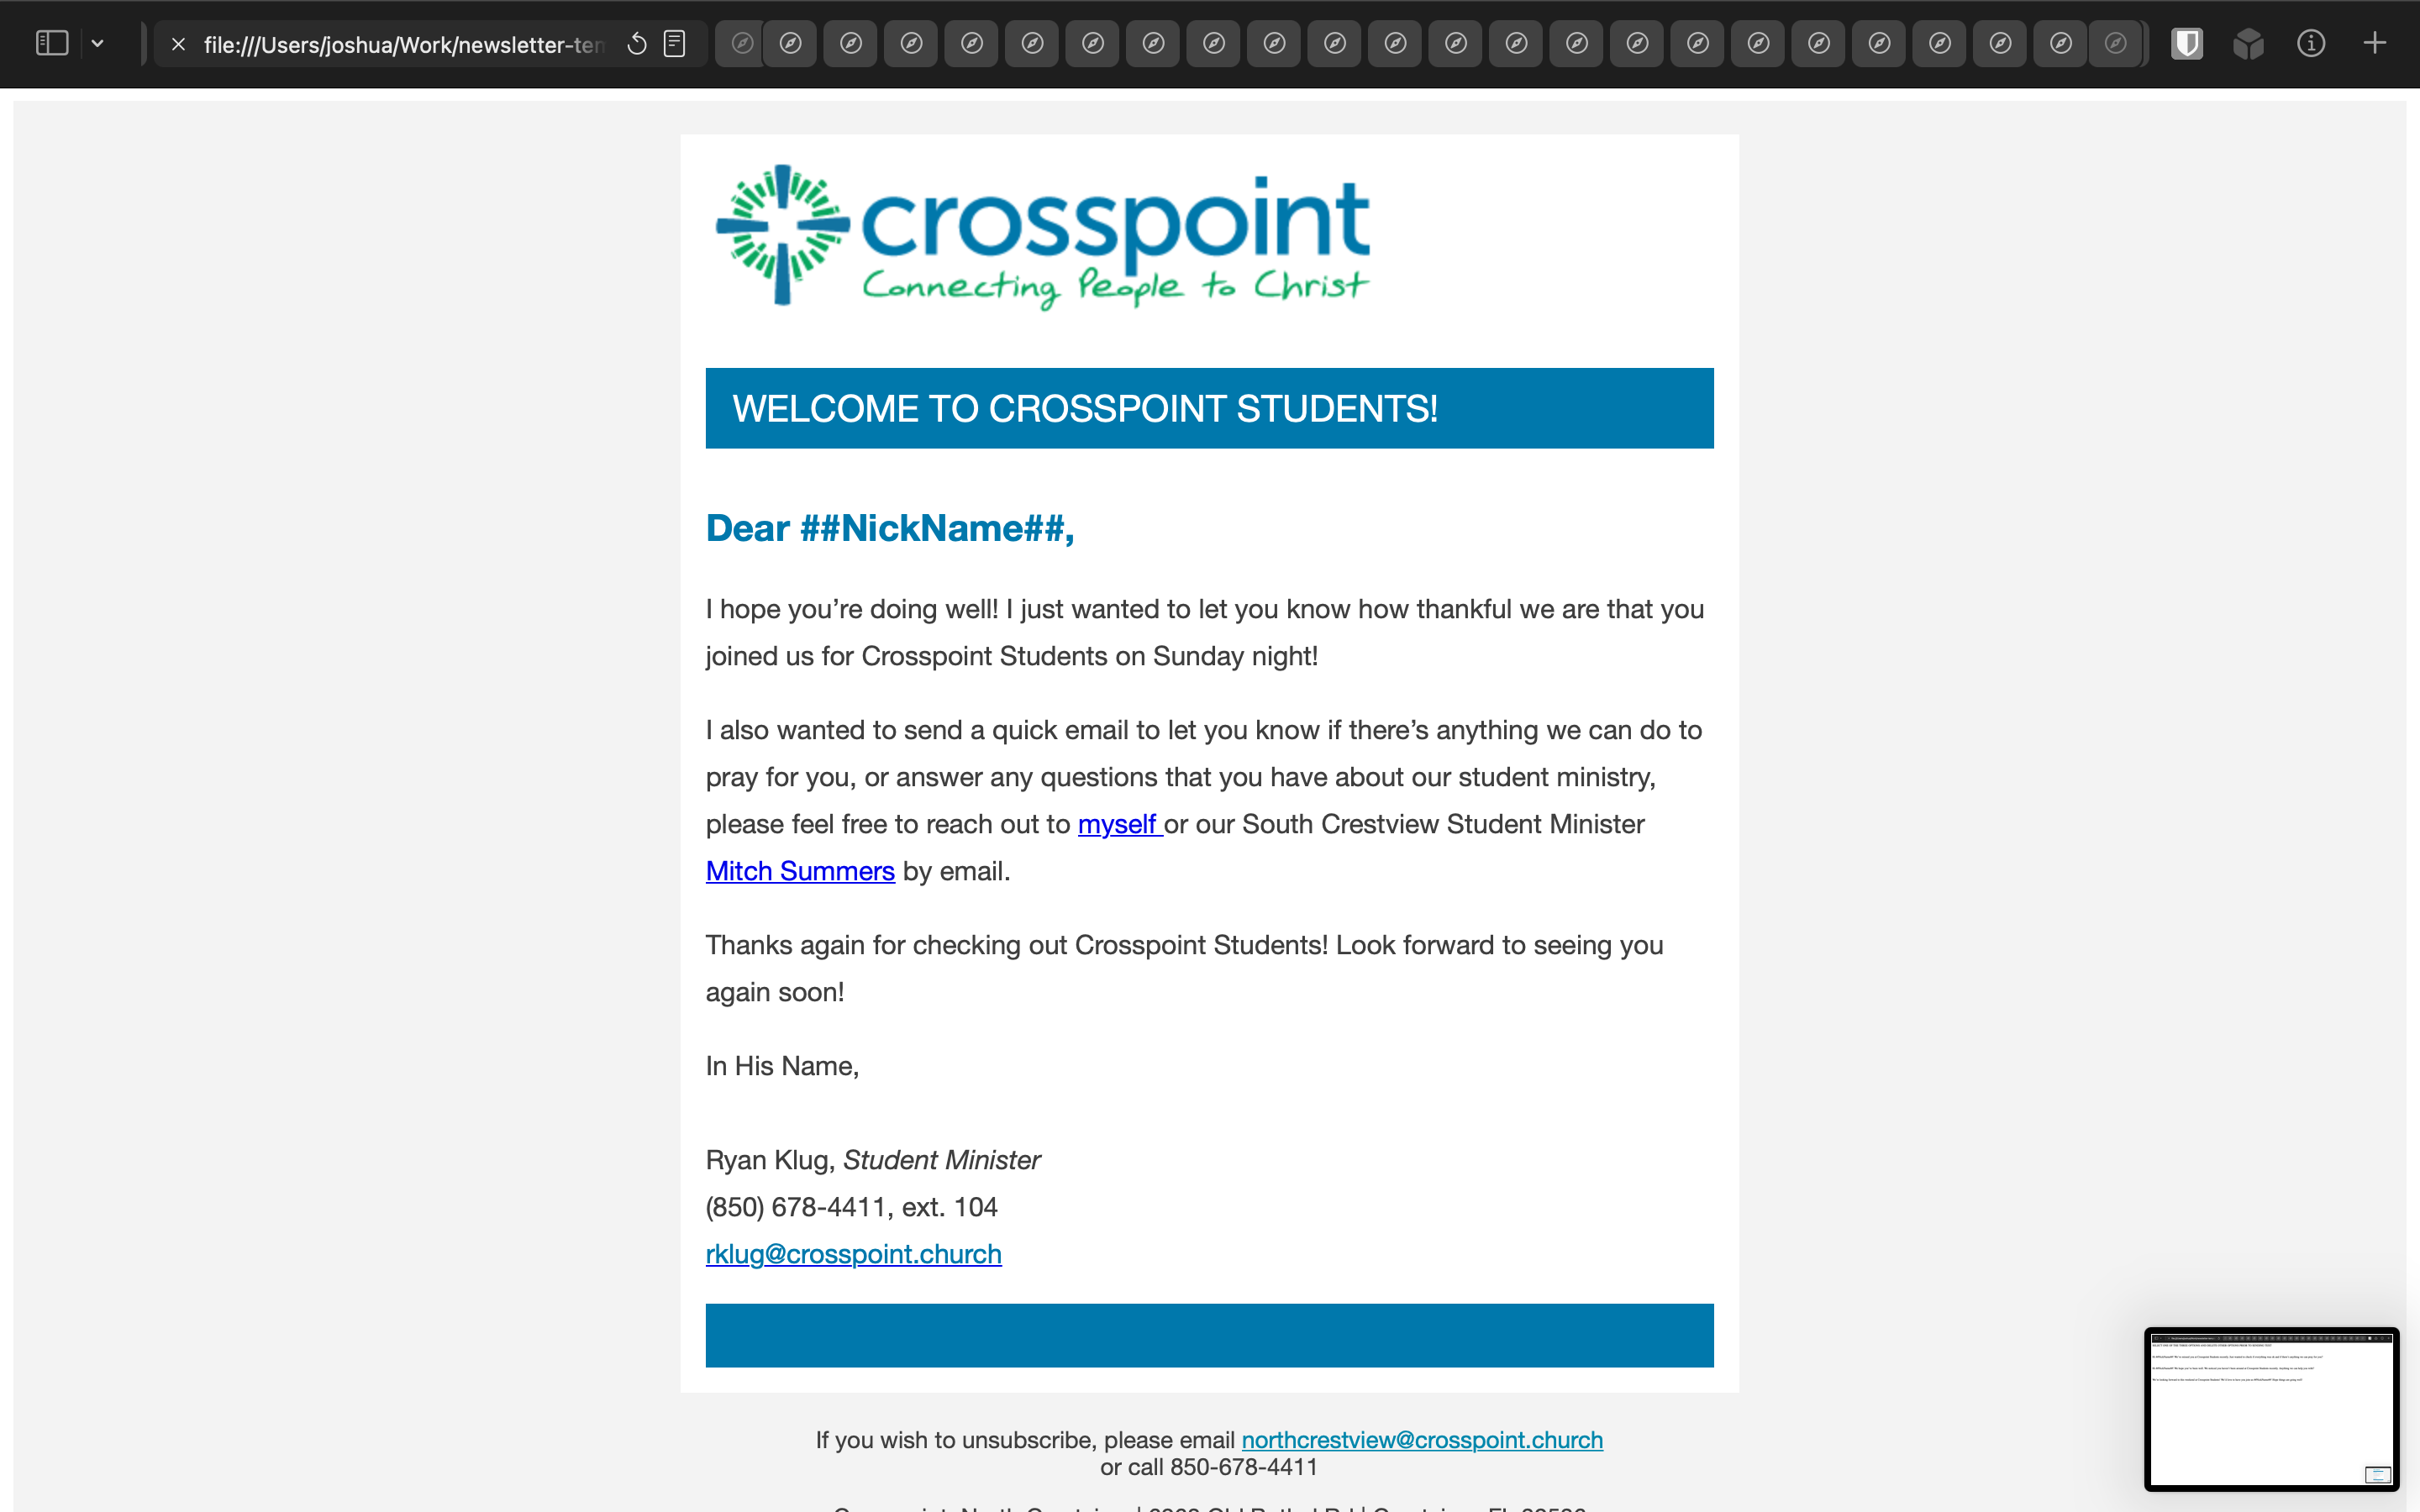 file:///Users/joshua/Work/newsletter-ten
crosspoint
Connecting People to Christ
WELCOME TO CROSSPOINT STUDENTS!
Dear ##NickName##,
I hope you’re doing well! I just wanted to let you know how thankful we are that you
joined us for Crosspoint Students on Sunday night!
I also wanted to send a quick email to let you know if there’s anything we can do to
pray for you, or answer any questions that you have about our student ministry,
please feel free to reach out to myself or our South Crestview Student Minister
Mitch Summers by email.
Thanks again for checking out Crosspoint Students! Look forward to seeing you
again soon!
In His Name,
Ryan Klug, Student Minister
(850) 678-4411, ext. 104
rklug@crosspoint.church
If you wish to unsubscribe, please email northcrestview@crosspoint.church
or call 850-678-4411